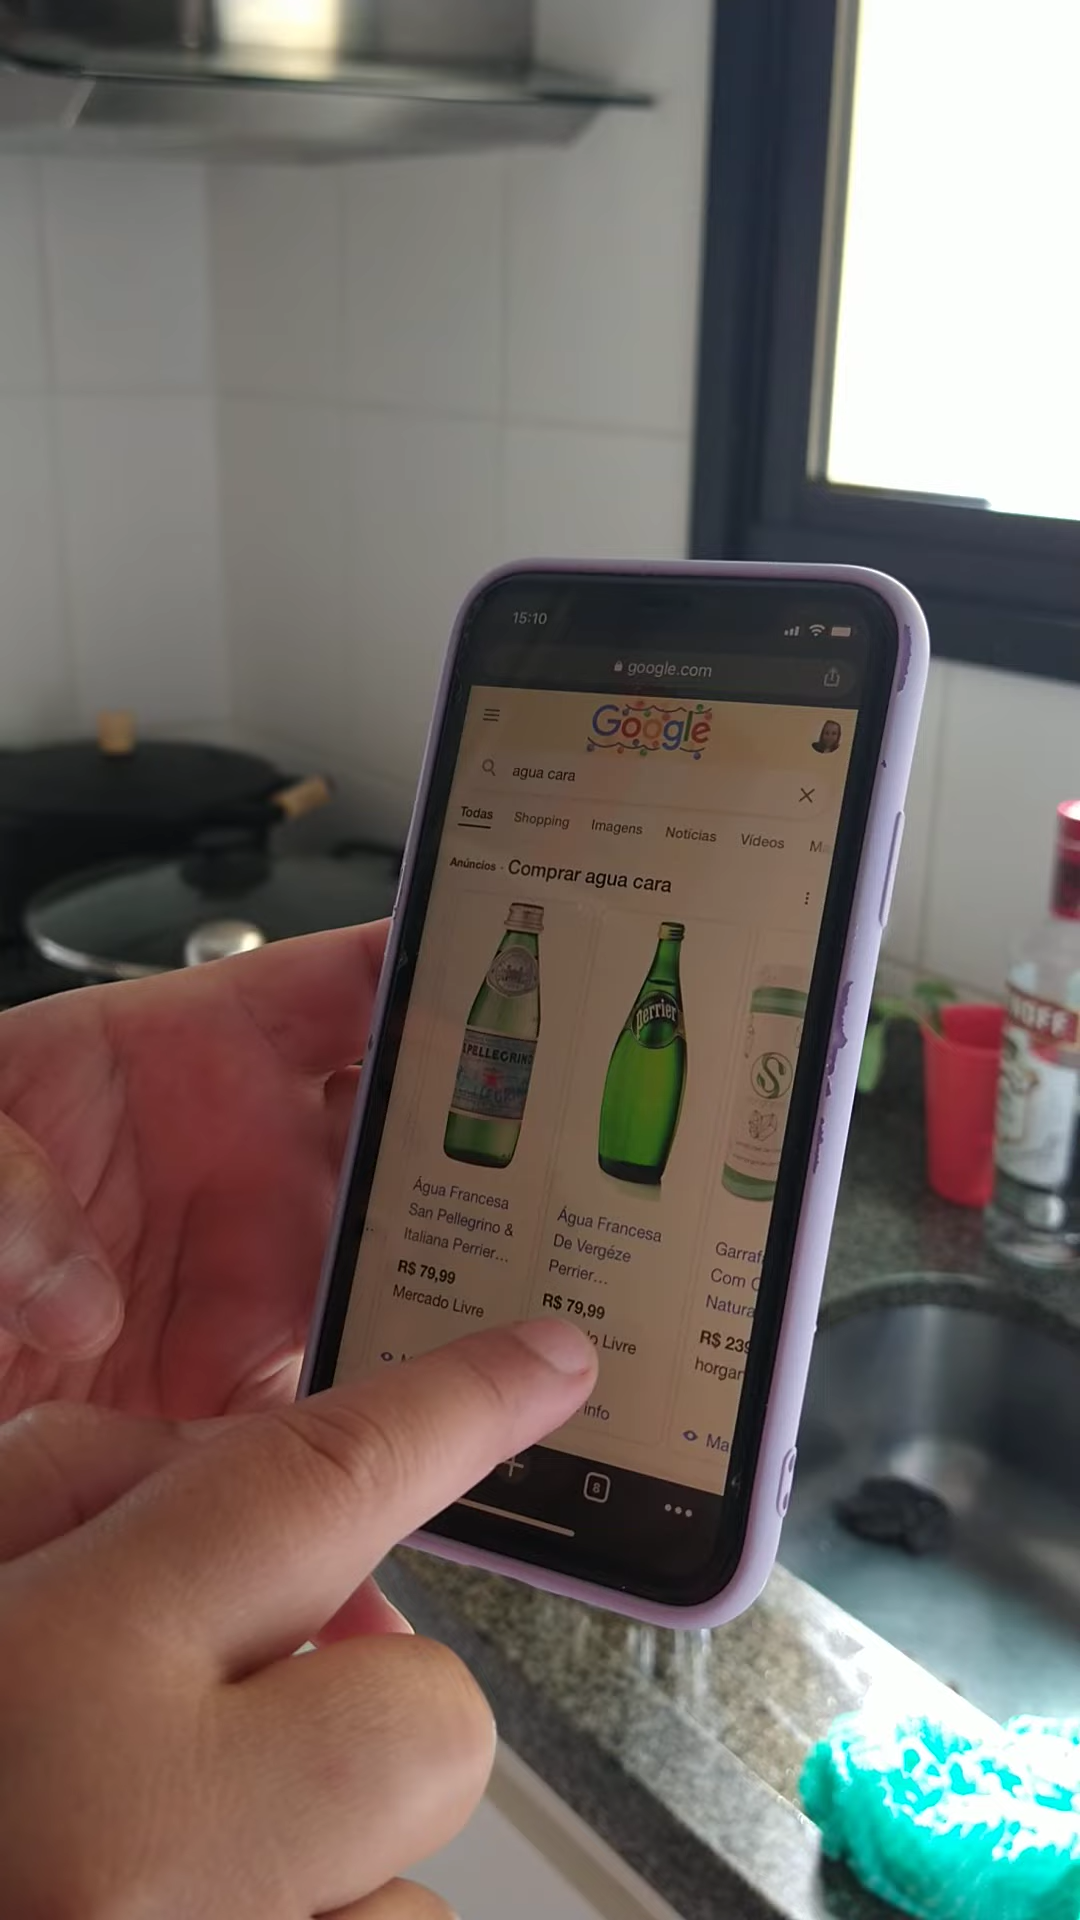 15:10
google.com
Google
agua cara
Todas Shopping Imagens Notícias Vídeos
Anúncios · Comprar agua cara
Perrier
S.PELLEGRINO
S
Água Francesa
San Pellegrino &
Italiana Perrier...
R$ 79,99
Mercado Livre
Água Francesa
De Vergéze
Perrier...
R$ 79,99
Livre
info
Com
R$
8